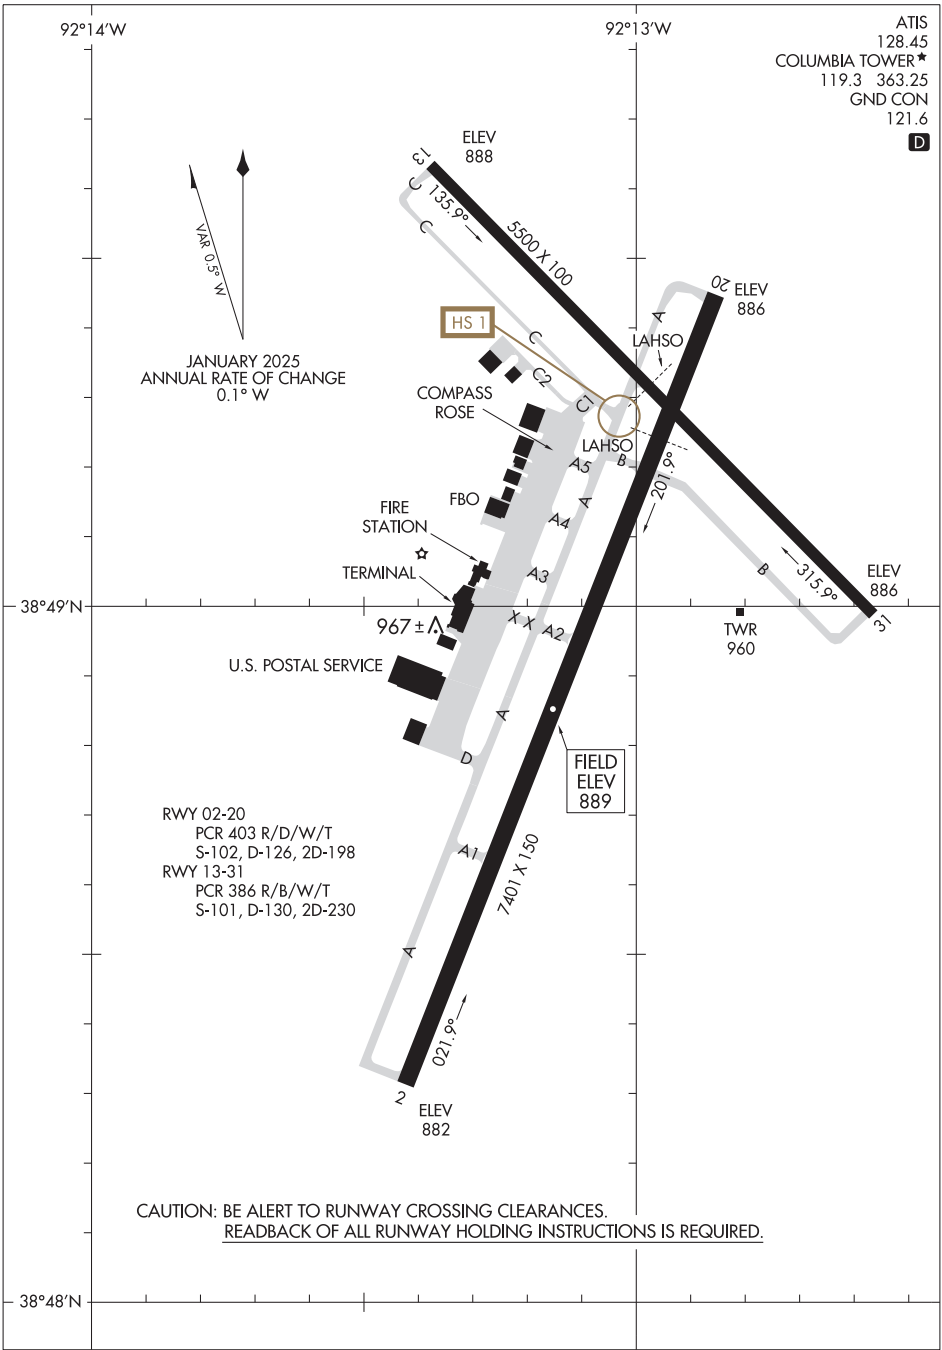 92°14'W
92°13'W
ATIS
128.45
COLUMBIA TOWER★
119.3 363.25
GND CON
121.6
D
ELEV
888
13
C
135.9°
C
5500 X 100
VAR 0.5° W
20
ELEV
886
A
HS 1
LAHSO
C
JANUARY 2025
ANNUAL RATE OF CHANGE
0.1° W
C2
COMPASS
ROSE
C1
LAHSO
A5
B
201.9°
FBO
A
FIRE
STATION
A4
TERMINAL
A3
B
315.9°
ELEV
886
38°49'N
967 ±
X X
A2
TWR
960
31
U.S. POSTAL SERVICE
A
D
FIELD
ELEV
889
RWY 02-20
PCR 403 R/D/W/T
S-102, D-126, 2D-198
RWY 13-31
PCR 386 R/B/W/T
S-101, D-130, 2D-230
A1
7401 X 150
A
021.9°
2
ELEV
882
CAUTION: BE ALERT TO RUNWAY CROSSING CLEARANCES.
READBACK OF ALL RUNWAY HOLDING INSTRUCTIONS IS REQUIRED.
38°48'N